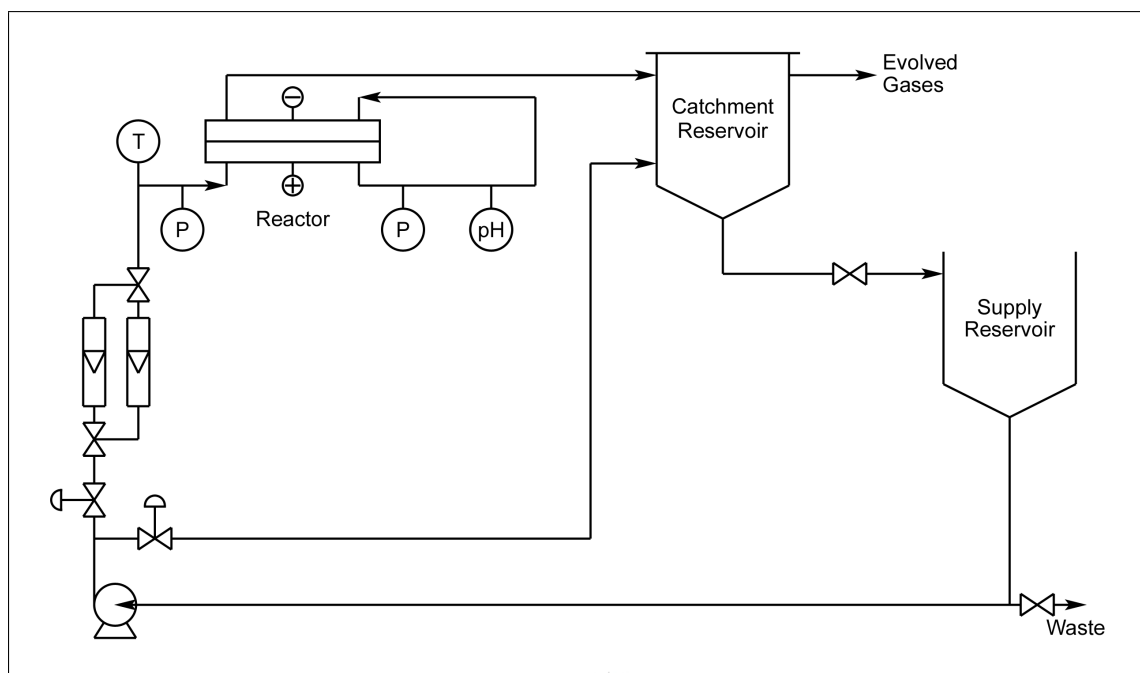 Evolved
Gases
Catchment
Reservoir
T
−
+
Reactor
P
P
pH
Supply
Reservoir
Waste